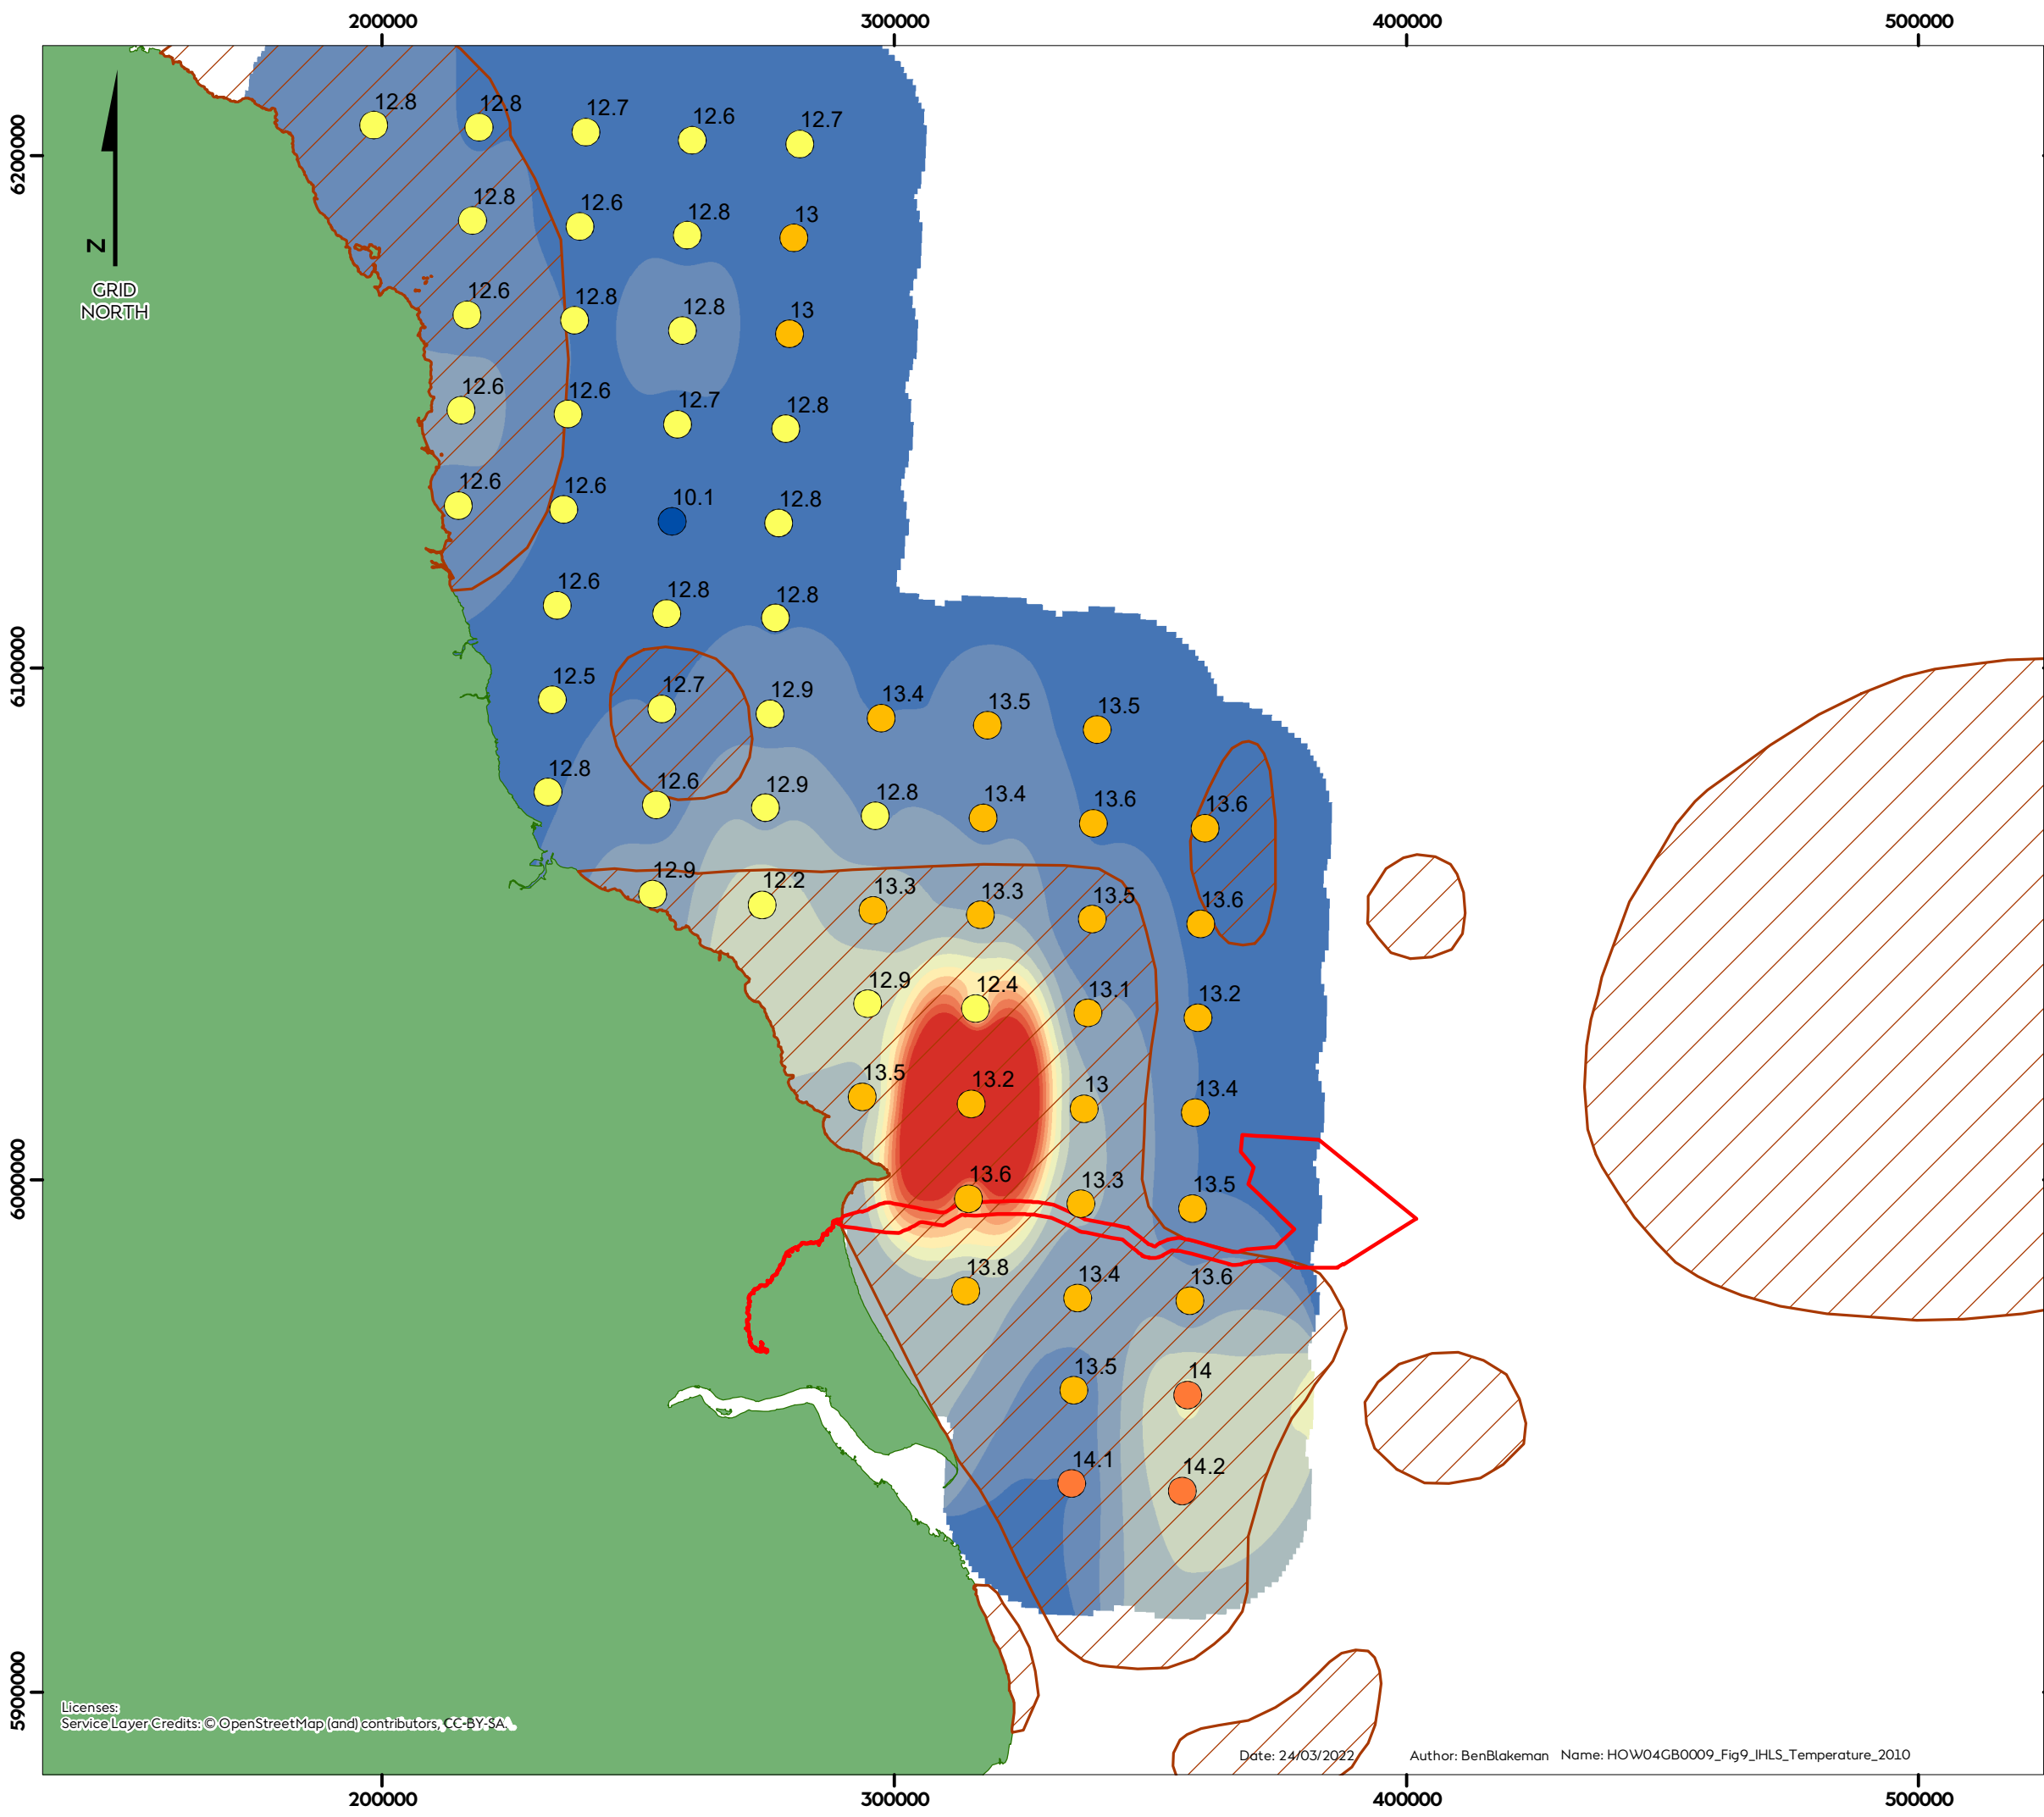 200000 300000 400000 500000
6200000
6100000
6000000
5900000
N
GRID
NORTH
12.8 12.8 12.7 12.6 12.7
12.8 12.6 12.8 13
12.6 12.8 12.8 13
12.6 12.6 12.7 12.8
12.6 12.6 10.1 12.8
12.6 12.8 12.8
12.5 12.7 12.9 13.4 13.5 13.5
12.8 12.6 12.9 12.8 13.4 13.6 13.6
12.9 12.2 13.3 13.3 13.5 13.6
12.9 12.4 13.1 13.2
13.5 13.2 13 13.4
13.6 13.3 13.5
13.8 13.4 13.6
13.5 14
14.1 14.2
Licenses:
Service Layer Credits: © OpenStreetMap (and) contributors, CC-BY-SA.
Date: 24/03/2022 Author: BenBlakeman Name: HOW04GB0009_Fig9_IHLS_Temperature_2010
200000 300000 400000 500000